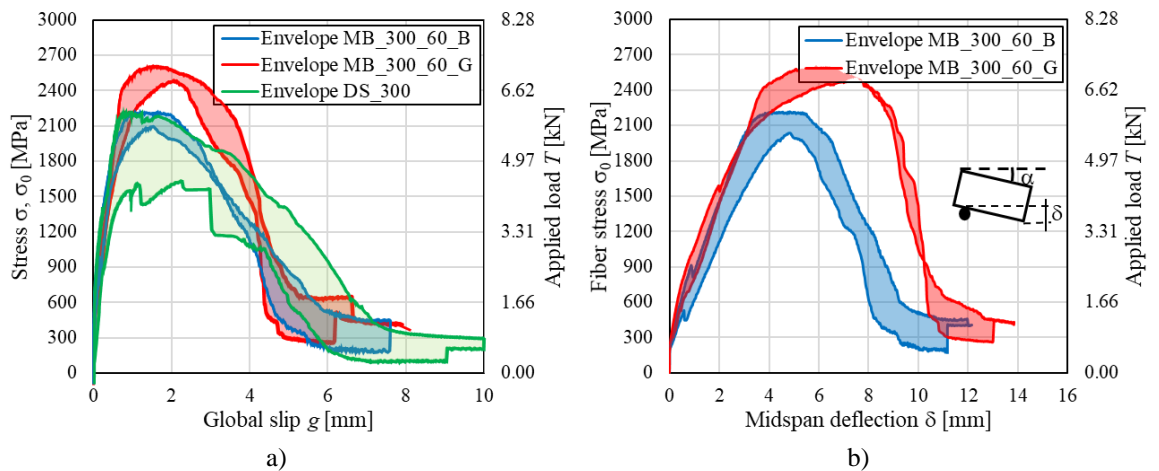 3000
2700
2400
2100
1800
1500
1200
900
600
300
0
Stress σ, σ0 [MPa]
Envelope MB_300_60_B
Envelope MB_300_60_G
Envelope DS_300
8.28
6.62
4.97
3.31
1.66
0.00
Applied load T [kN]
0 2 4 6 8 10
Global slip g [mm]
a)
3000
2700
2400
2100
1800
1500
1200
900
600
300
0
Fiber stress σ0 [MPa]
Envelope MB_300_60_B
Envelope MB_300_60_G
α
δ
8.28
6.62
4.97
3.31
1.66
0.00
Applied load T [kN]
0 2 4 6 8 10 12 14 16
Midspan deflection δ [mm]
b)